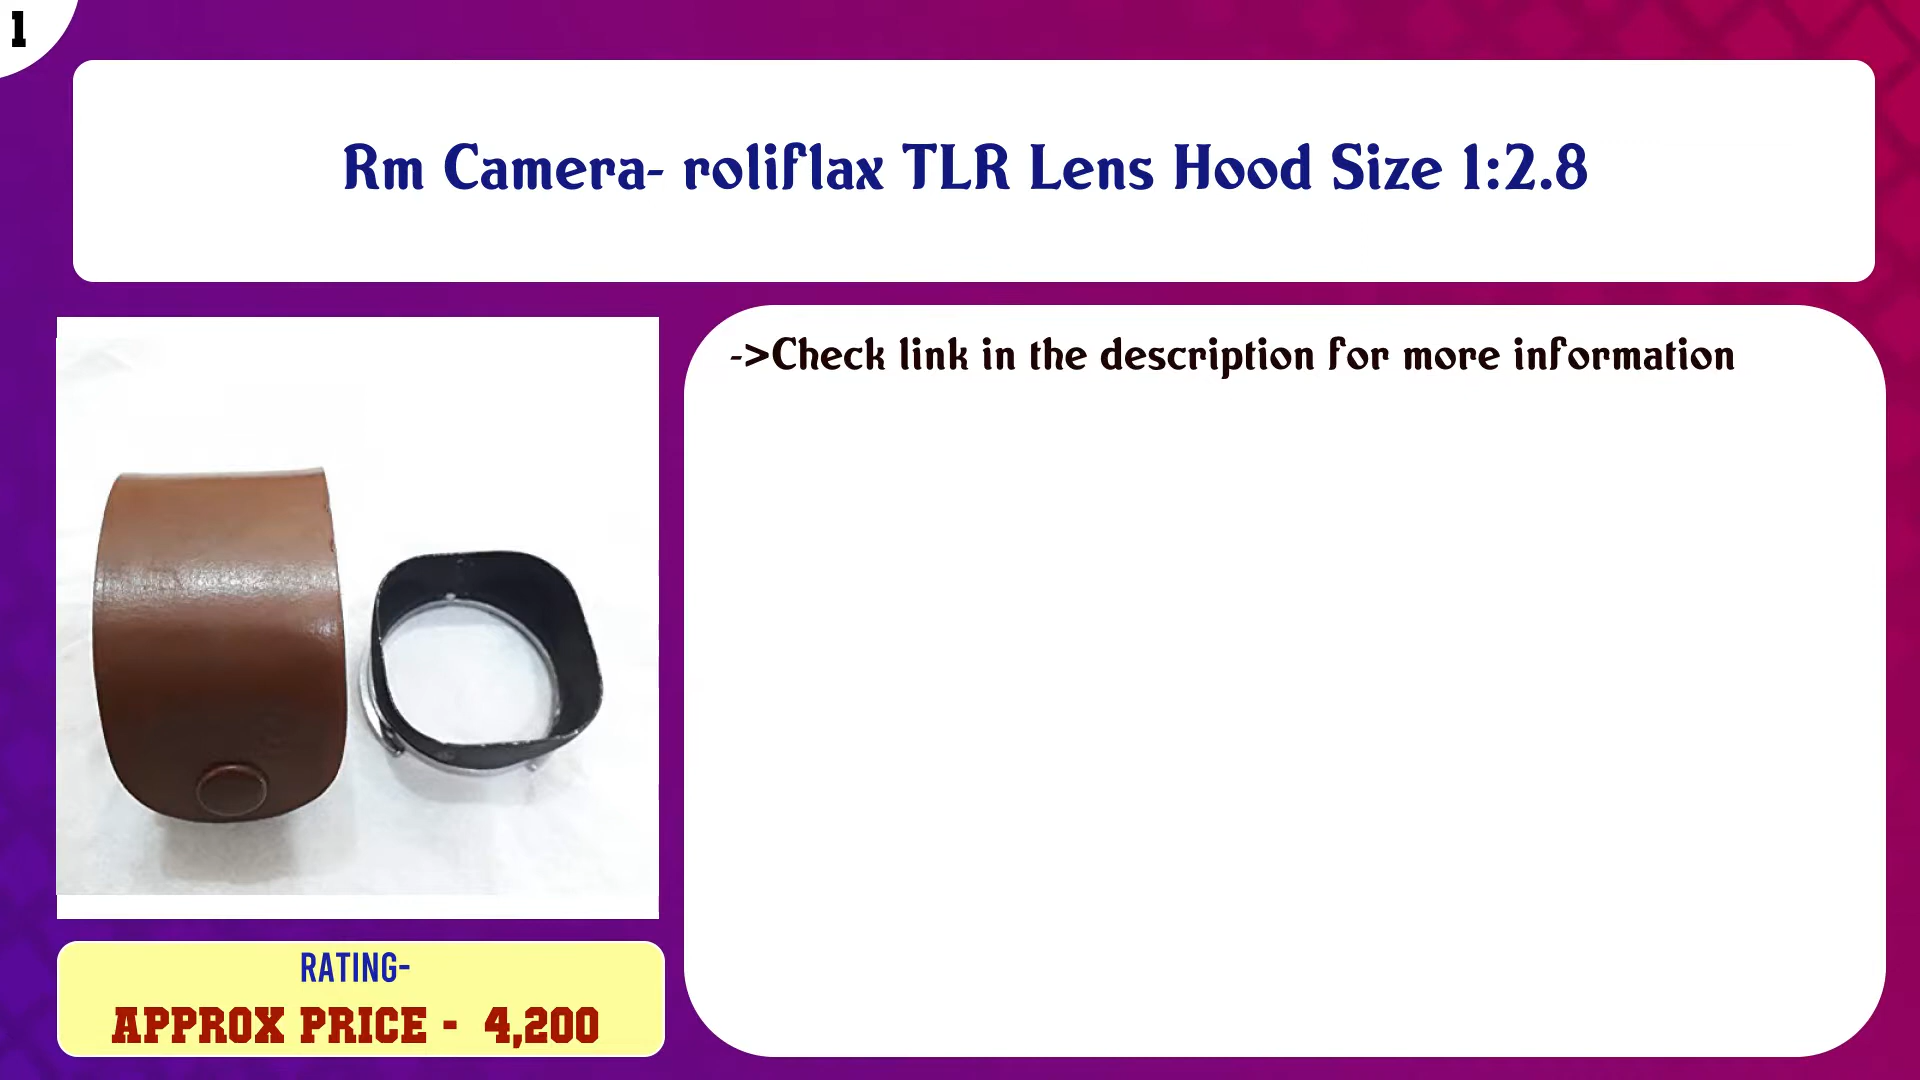 1
Rm Camera- roliflax TLR Lens Hood Size 1:2.8
->Check link in the description for more information
RATING-
APPROX PRICE - 4,200